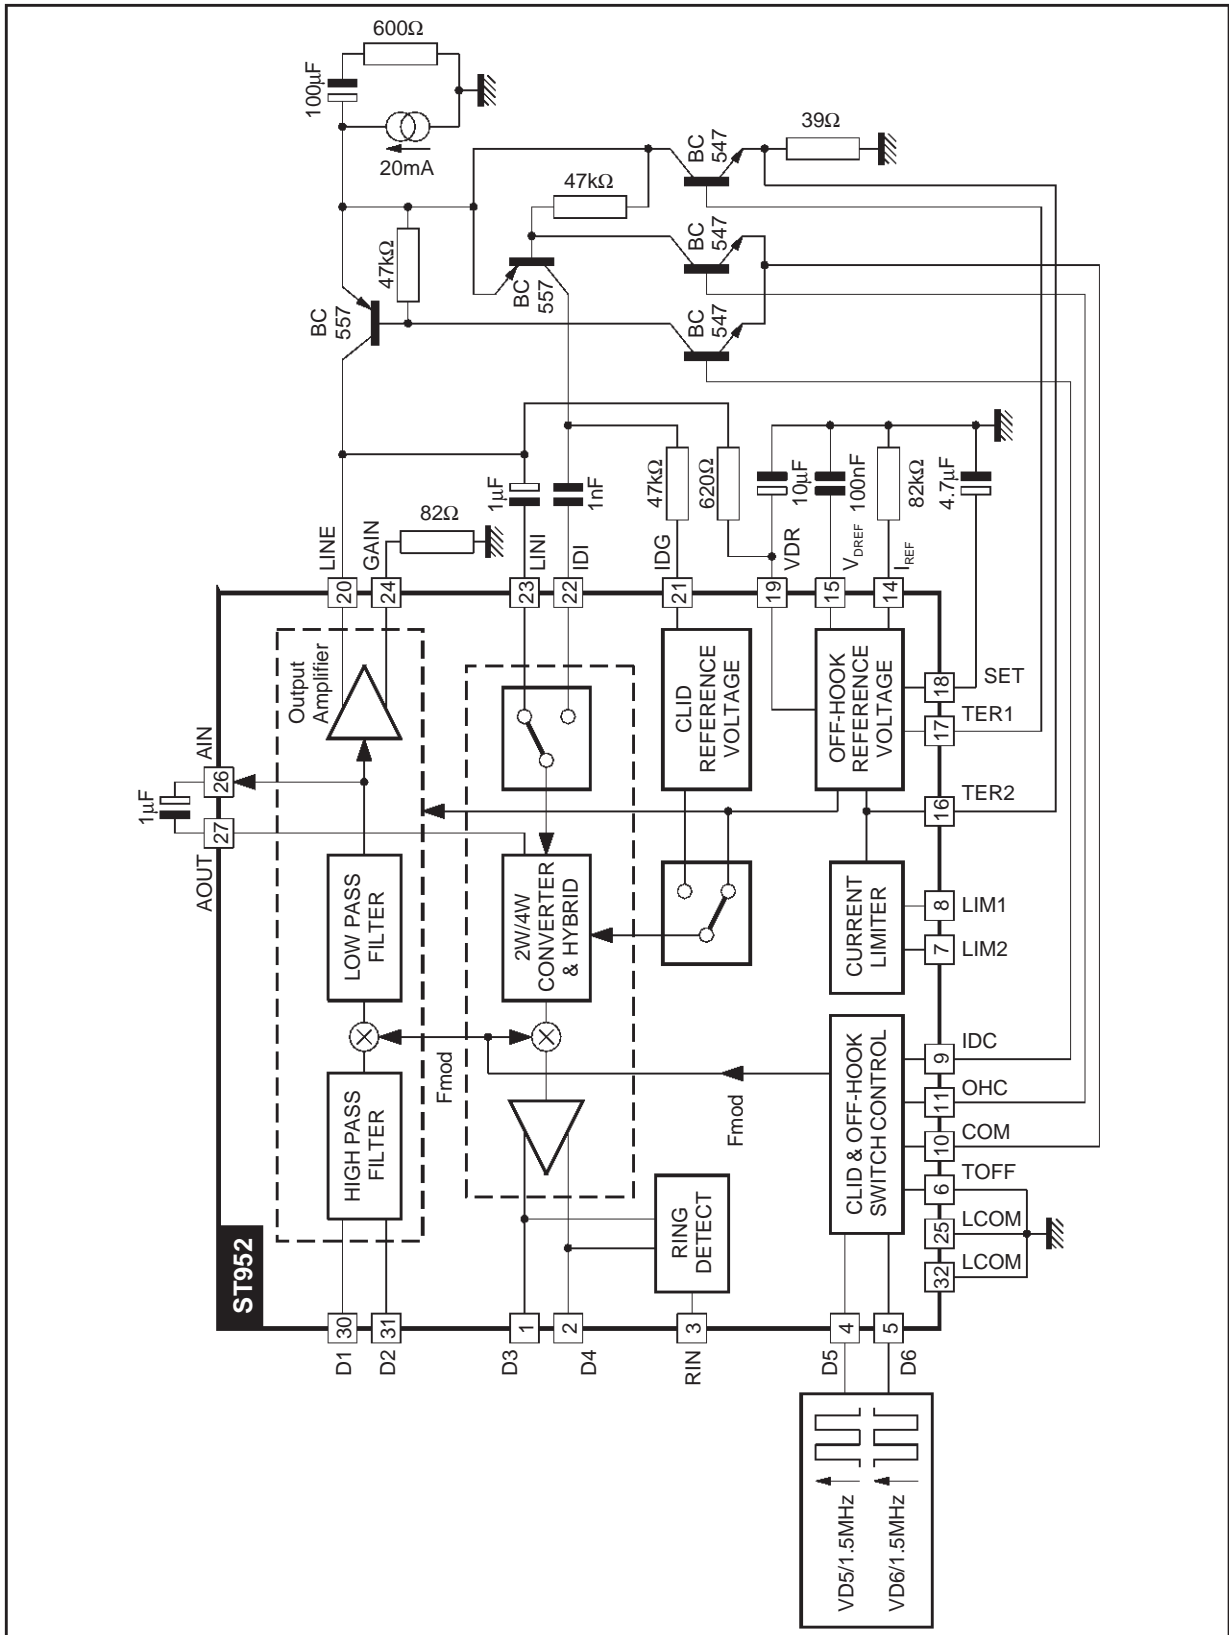 600Ω
100µF
20mA
39Ω
BC
547
47kΩ
BC
547
BC
557
47kΩ
BC
557
BC
547
1µF
1nF
47kΩ
620Ω
10µF
100nF
82kΩ
4.7µF
82Ω
LINE
GAIN
LINI
IDI
IDG
VDR
VDREF
IREF
20
24
23
22
21
19
15
14
Output
Amplifier
CLID
REFERENCE
VOLTAGE
OFF-HOOK
REFERENCE
VOLTAGE
18
SET
17
TER1
16
TER2
AIN
26
1µF
27
AOUT
LOW PASS
FILTER
2W/4W
CONVERTER
& HYBRID
CURRENT
LIMITER
8
LIM1
7
LIM2
Fmod
Fmod
HIGH PASS
FILTER
CLID & OFF-HOOK
SWITCH CONTROL
9
IDC
11
OHC
10
COM
6
TOFF
25
LCOM
32
LCOM
RING
DETECT
ST952
30
31
1
2
3
4
5
D1
D2
D3
D4
RIN
D5
D6
VD5/1.5MHz
VD6/1.5MHz